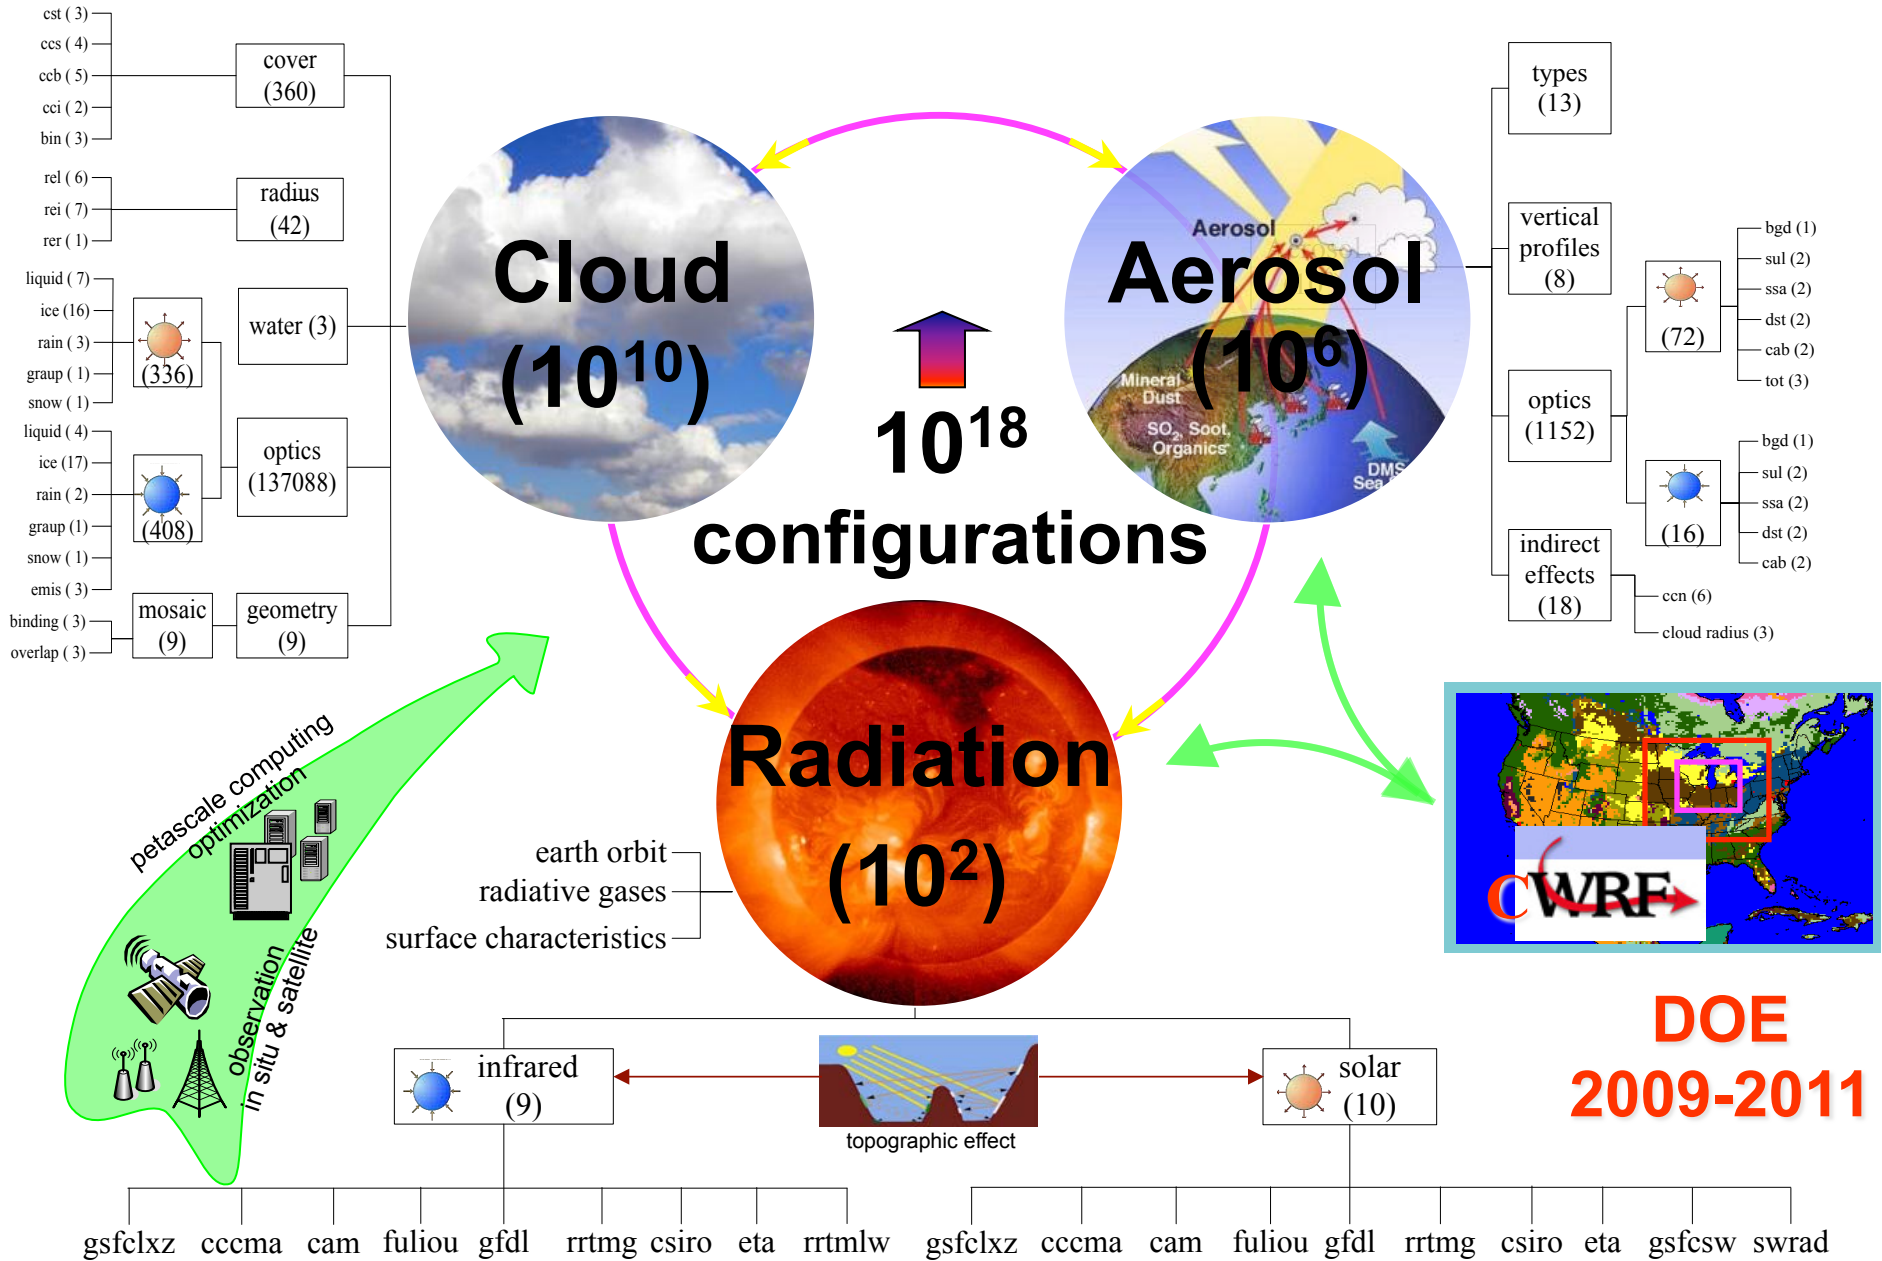 cst ( 3)
ccs ( 4)
ccb ( 5)
cci ( 2)
bin ( 3)
cover
(360)
rel ( 6)
rei ( 7)
rer ( 1)
radius
(42)
water (3)
liquid ( 7)
ice (16)
rain ( 3)
graup ( 1)
snow ( 1)
(336)
liquid ( 4)
ice (17)
rain ( 2)
graup (1)
snow ( 1)
emis ( 3)
(408)
optics
(137088)
binding ( 3)
overlap ( 3)
mosaic
(9)
geometry
(9)
Cloud
(10¹⁰)
Aerosol
Aerosol
(10⁶)
Mineral
Dust
SO₂, Soot,
Organics
DMS
Sea
10¹⁸
configurations
types
(13)
vertical
profiles
(8)
optics
(1152)
indirect
effects
(18)
(72)
bgd (1)
sul (2)
ssa (2)
dst (2)
cab (2)
tot (3)
(16)
bgd (1)
sul (2)
ssa (2)
dst (2)
cab (2)
ccn (6)
cloud radius (3)
Radiation
(10²)
earth orbit
radiative gases
surface characteristics
petascale computing
optimization
observation
in situ & satellite
CWRF
DOE
2009-2011
infrared
(9)
topographic effect
solar
(10)
gsfclxz cccma cam fuliou gfdl rrtmg csiro eta rrtmlw
gsfclxz cccma cam fuliou gfdl rrtmg csiro eta gsfcsw swrad